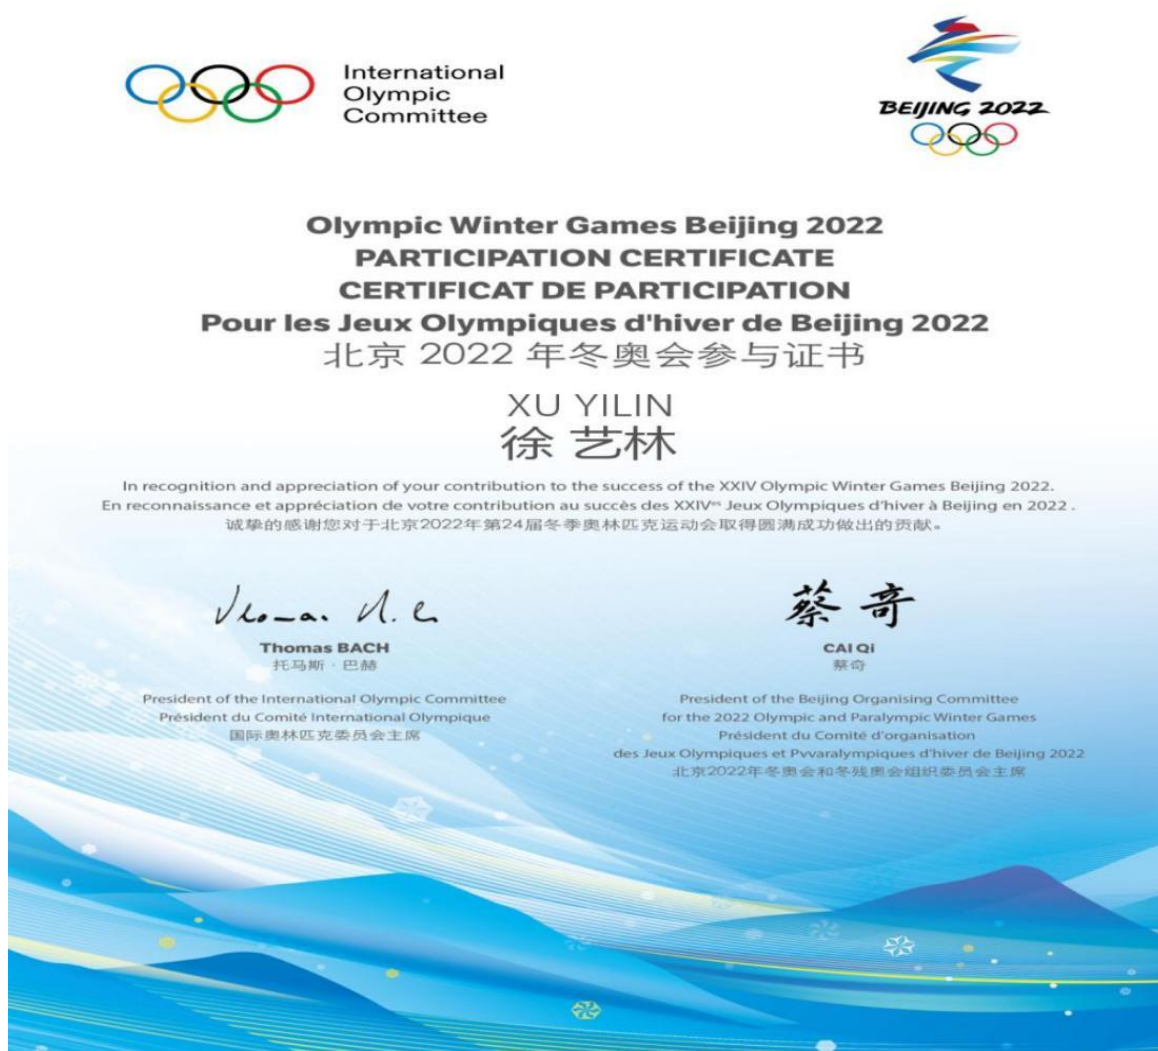 International
Olympic
Committee
BEIJING 2022
Olympic Winter Games Beijing 2022
PARTICIPATION CERTIFICATE
CERTIFICAT DE PARTICIPATION
Pour les Jeux Olympiques d'hiver de Beijing 2022
北京 2022 年冬奥会参与证书
XU YILIN
徐 艺林
In recognition and appreciation of your contribution to the success of the XXIV Olympic Winter Games Beijing 2022.
En reconnaissance et appréciation de votre contribution au succès des XXIVᵉˢ Jeux Olympiques d'hiver à Beijing en 2022 .
诚挚的感谢您对于北京2022年第24届冬季奥林匹克运动会取得圆满成功做出的贡献。
蔡奇
Thomas BACH
托马斯 · 巴赫
President of the International Olympic Committee
Président du Comité International Olympique
国际奥林匹克委员会主席
CAI Qi
蔡奇
President of the Beijing Organising Committee
for the 2022 Olympic and Paralympic Winter Games
Président du Comité d'organisation
des Jeux Olympiques et Pvvaralympiques d'hiver de Beijing 2022
北京2022年冬奥会和冬残奥会组织委员会主席